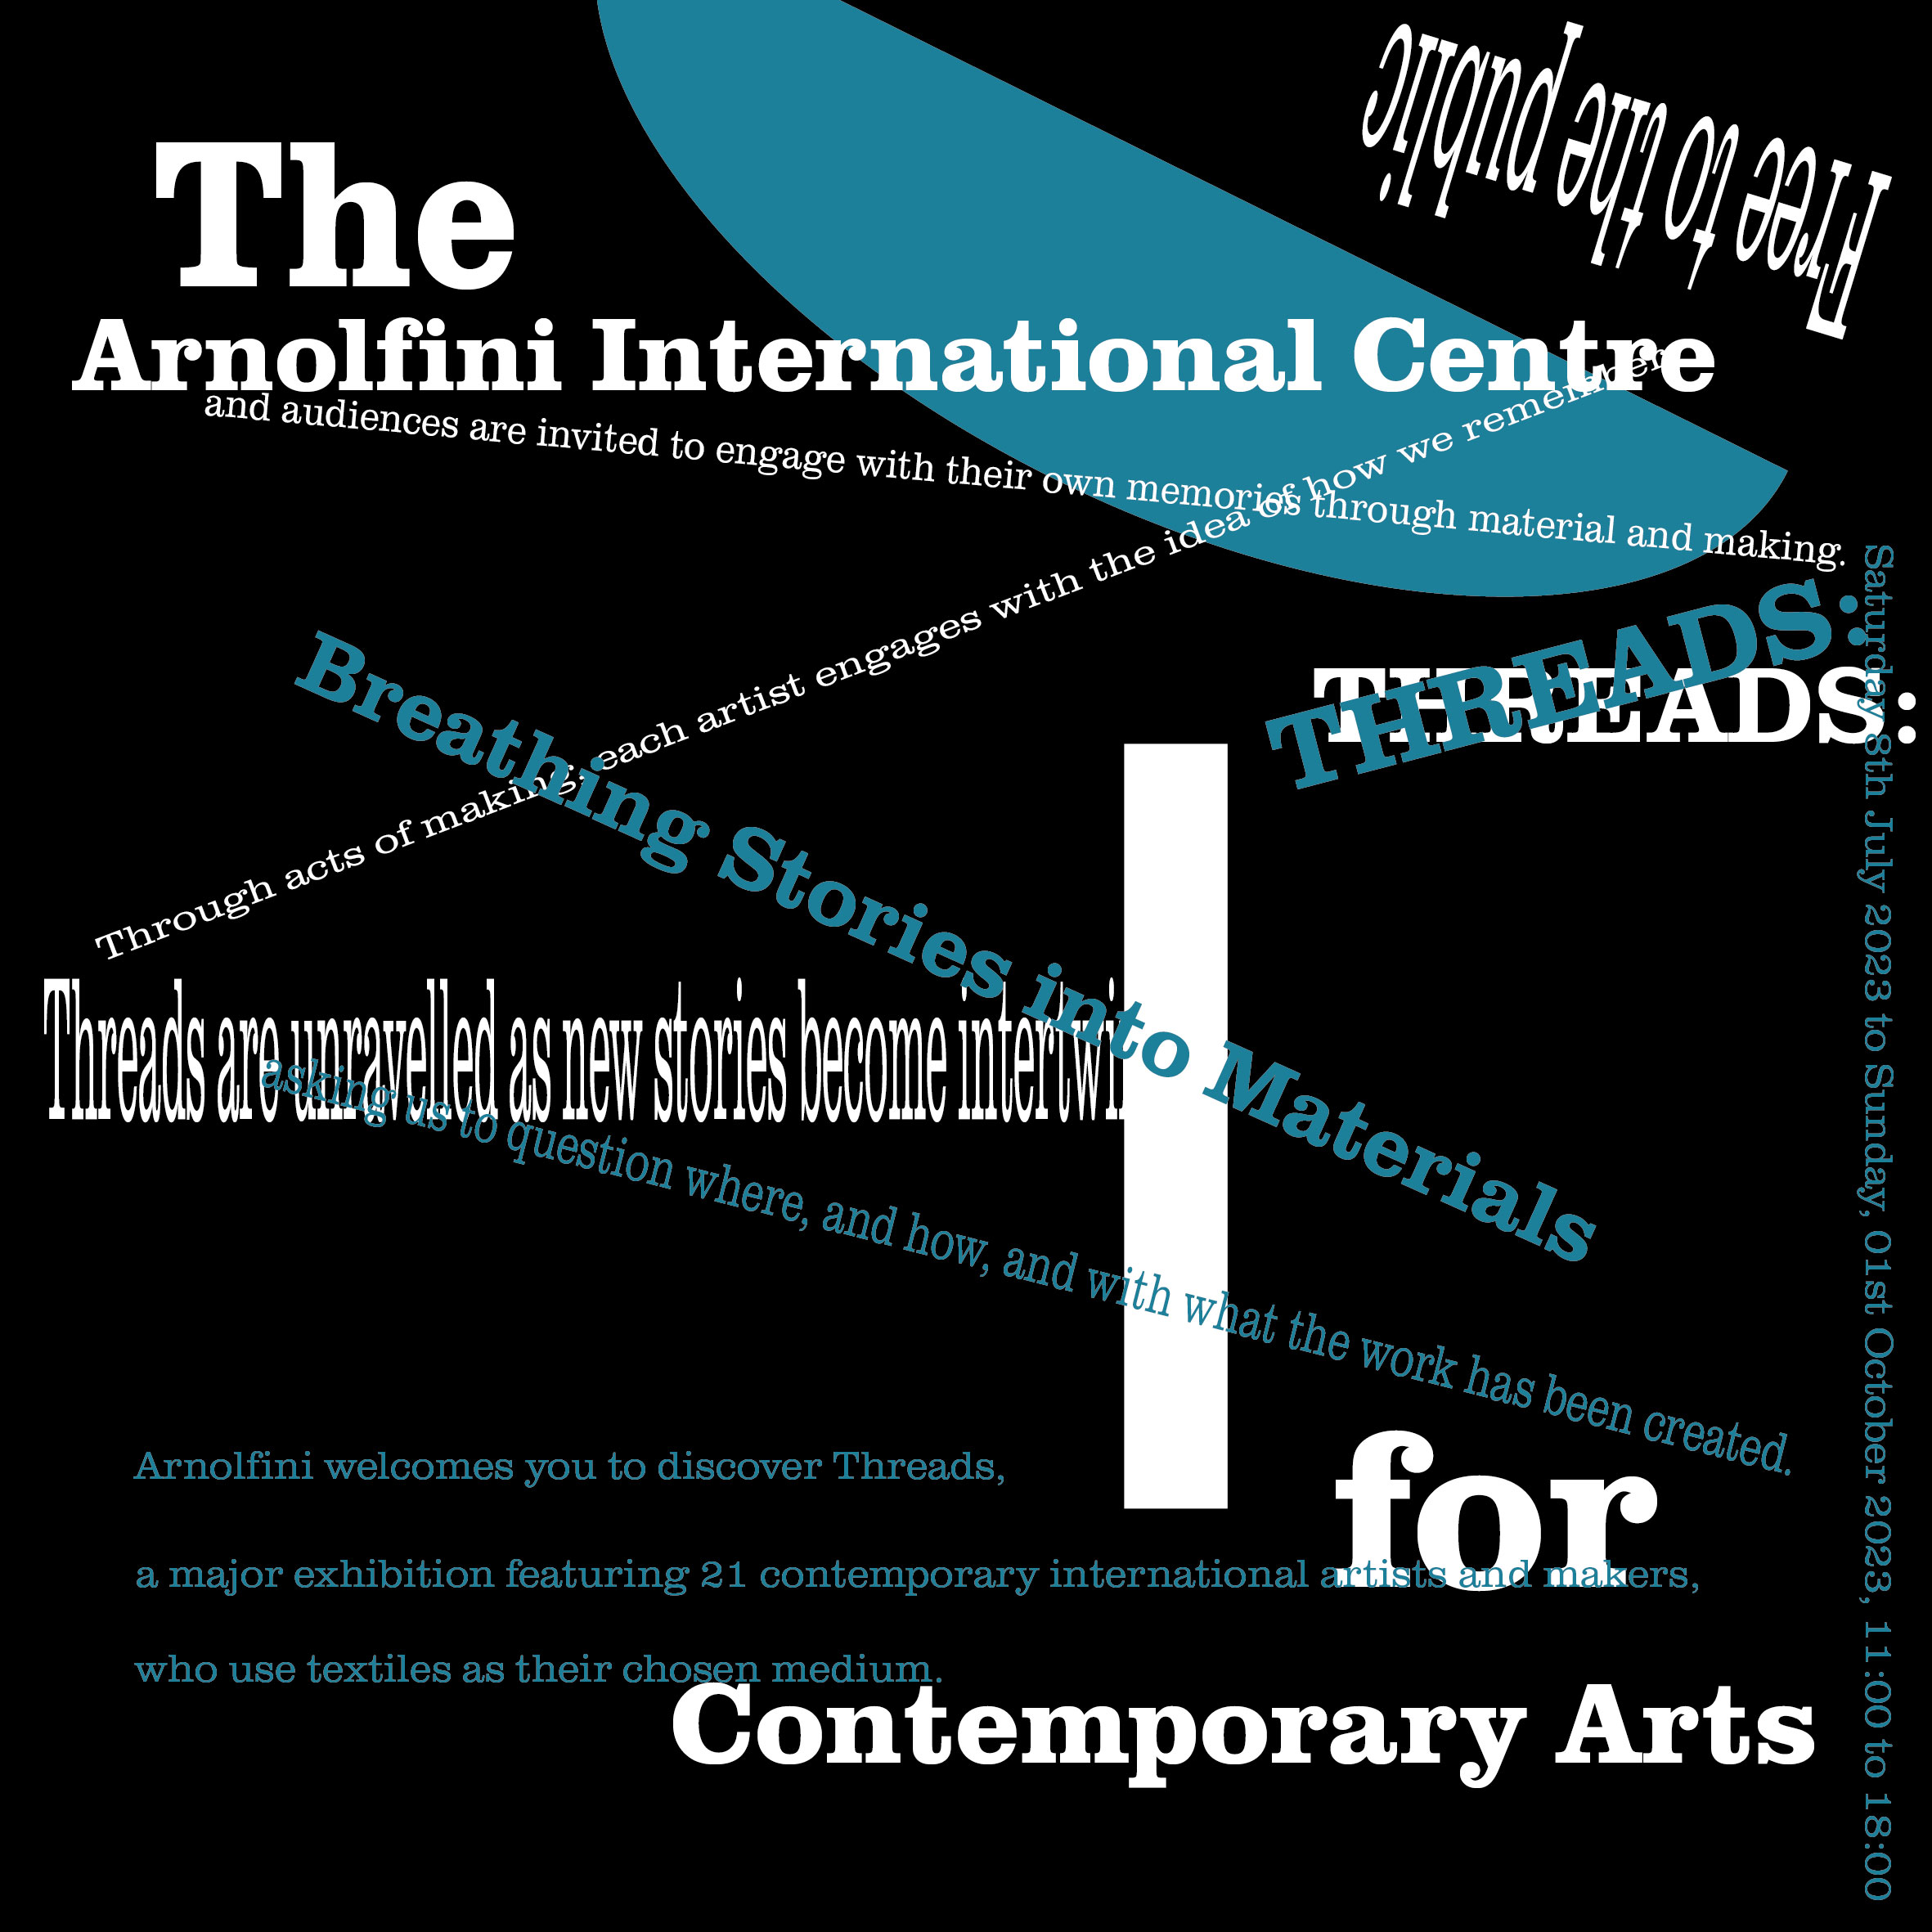 Free to the public
The
Arnolfini International Centre
and audiences are invited to engage with their own memories through material and making.
Through acts of making, each artist engages with the idea of how we remember
THREADS:
THREADS:
Saturday 8th July 2023 to Sunday, 01st October 2023, 11:00 to 18:00
Breathing Stories into Materials
Threads are unravelled as new stories become
asking us to question where, and how, and with what the work has been created.
for
Arnolfini welcomes you to discover Threads,
a major exhibition featuring 21 contemporary international artists and makers,
who use textiles as their chosen medium.
Contemporary Arts